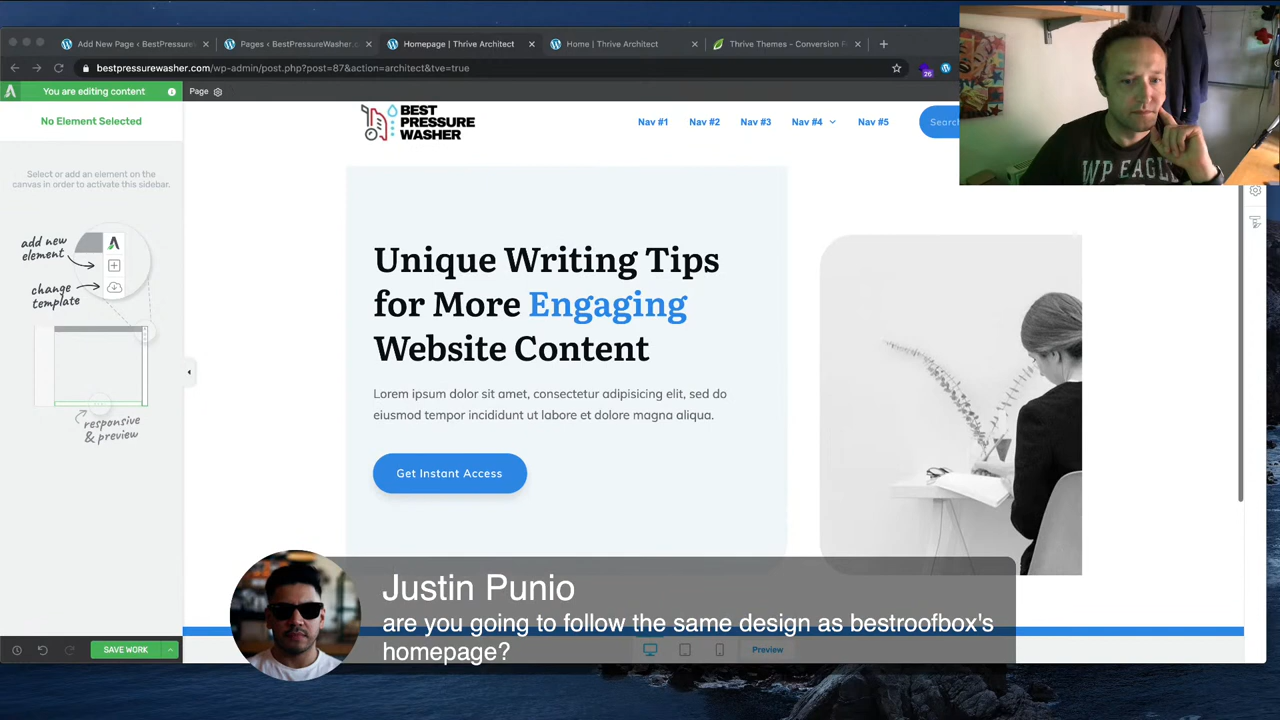 Add New Page ‹ BestPressure
Pages ‹ BestPressureWasher.c
Homepage | Thrive Architect
Home | Thrive Architect
Thrive Themes - Conversion F
bestpressurewasher.com/wp-admin/post.php?post=87&action=architect&tve=true
26
You are editing content
Page
No Element Selected
Select or add an element on the
canvas in order to activate this sidebar.
add new
element
change
template
responsive
& preview
BEST
PRESSURE
WASHER
Nav #1
Nav #2
Nav #3
Nav #4
Nav #5
Search
WP EAGLE
Unique Writing Tips
for More Engaging
Website Content
Lorem ipsum dolor sit amet, consectetur adipisicing elit, sed do
eiusmod tempor incididunt ut labore et dolore magna aliqua.
Get Instant Access
Justin Punio
are you going to follow the same design as bestroofbox's
homepage?
SAVE WORK
Preview